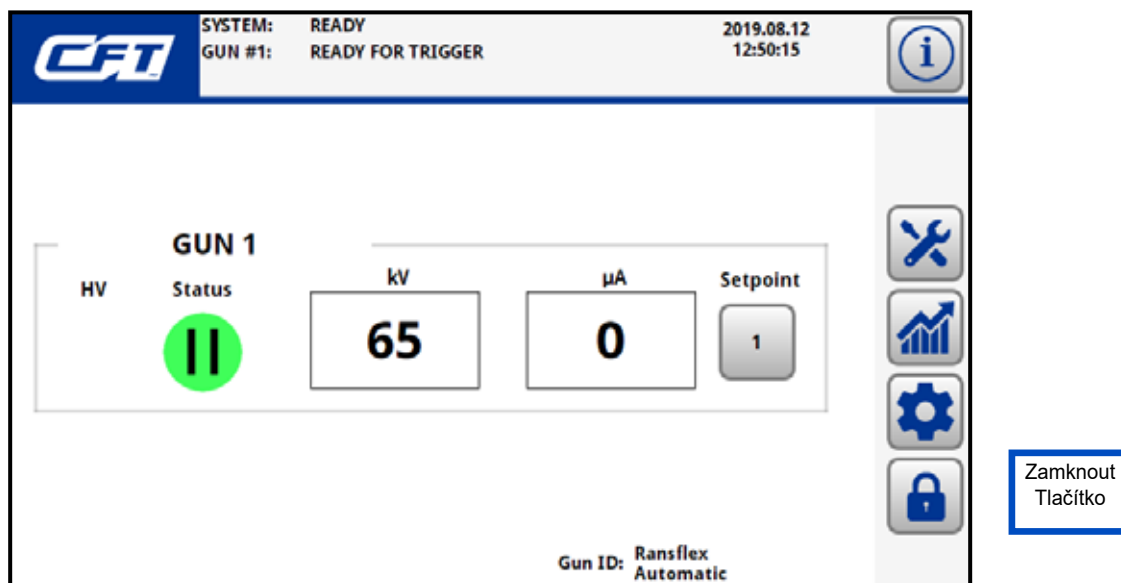 CFT
SYSTEM: READY
GUN #1: READY FOR TRIGGER
2019.08.12
12:50:15
i
GUN 1
HV Status kV µA Setpoint
65 0 1
Zamknout
Tlačítko
Gun ID: Ransflex
Automatic